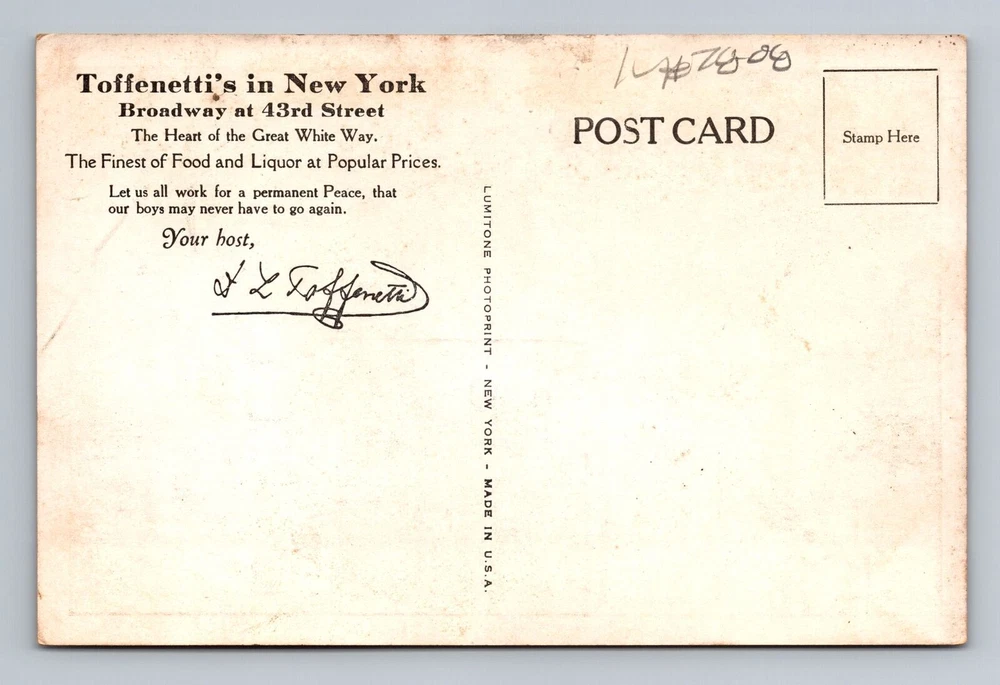 Toffenetti's in New York
Broadway at 43rd Street
The Heart of the Great White Way.
The Finest of Food and Liquor at Popular Prices.
Let us all work for a permanent Peace, that
our boys may never have to go again.
Your host,
D L Toffenetti
LUMITONE PHOTOPRINT - NEW YORK - MADE IN U.S.A.
POST CARD
Stamp Here